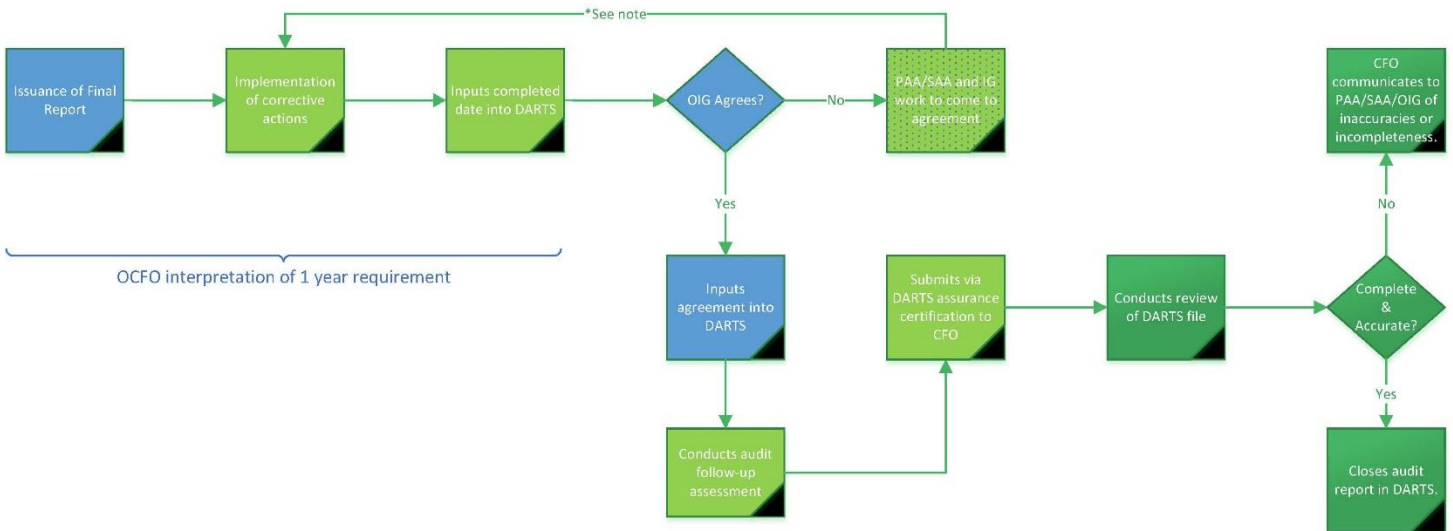 *See note
Issuance of Final
Report
Implementation
of corrective
actions
Inputs completed
date into DARTS
OIG Agrees?
No
PAA/SAA and IG
work to come to
agreement
CFO
communicates to
PAA/SAA/OIG of
inaccuracies or
incompleteness.
Yes
No
OCFO interpretation of 1 year requirement
Inputs
agreement into
DARTS
Submits via
DARTS assurance
certification to
CFO
Conducts review
of DARTS file
Complete
&
Accurate?
Yes
Conducts audit
follow-up
assessment
Closes audit
report in DARTS.